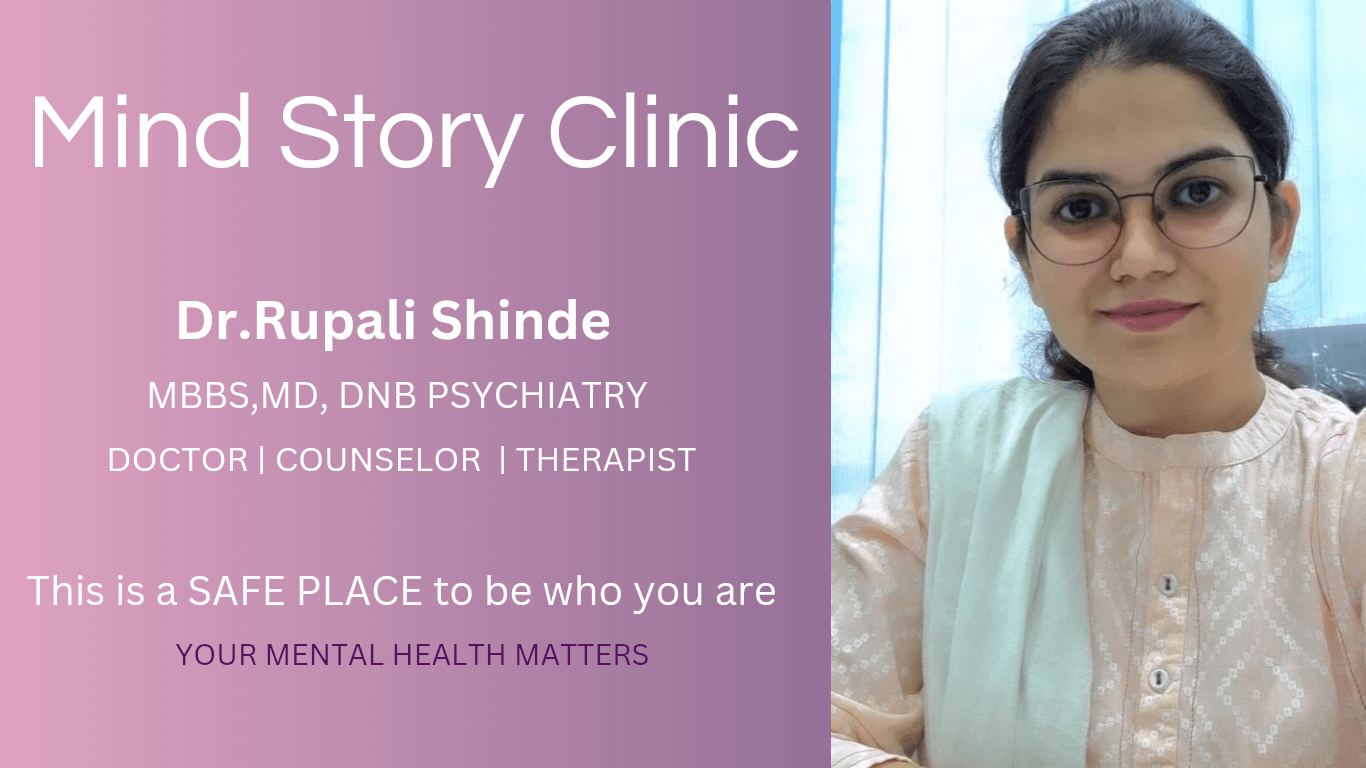 Mind Story Clinic
Dr.Rupali Shinde
MBBS,MD, DNB PSYCHIATRY
DOCTOR | COUNSELOR | THERAPIST
This is a SAFE PLACE to be who you are
YOUR MENTAL HEALTH MATTERS